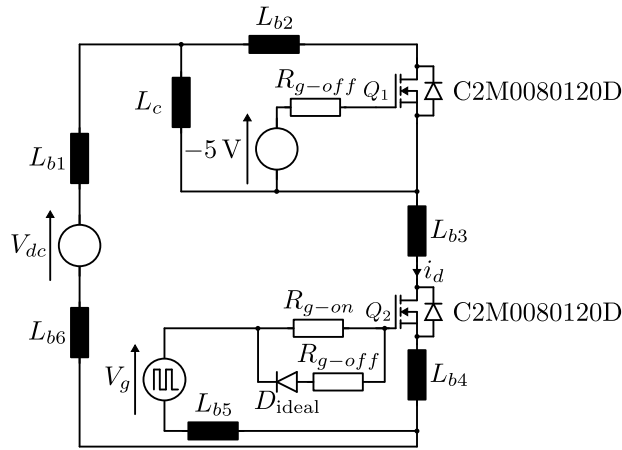 L_{b2}
R_{g-off}
Q_1
C2M0080120D
L_c
-5 V
L_{b1}
V_{dc}
L_{b3}
i_d
R_{g-on}
Q_2
C2M0080120D
L_{b6}
R_{g-off}
V_g
L_{b4}
D_{ideal}
L_{b5}